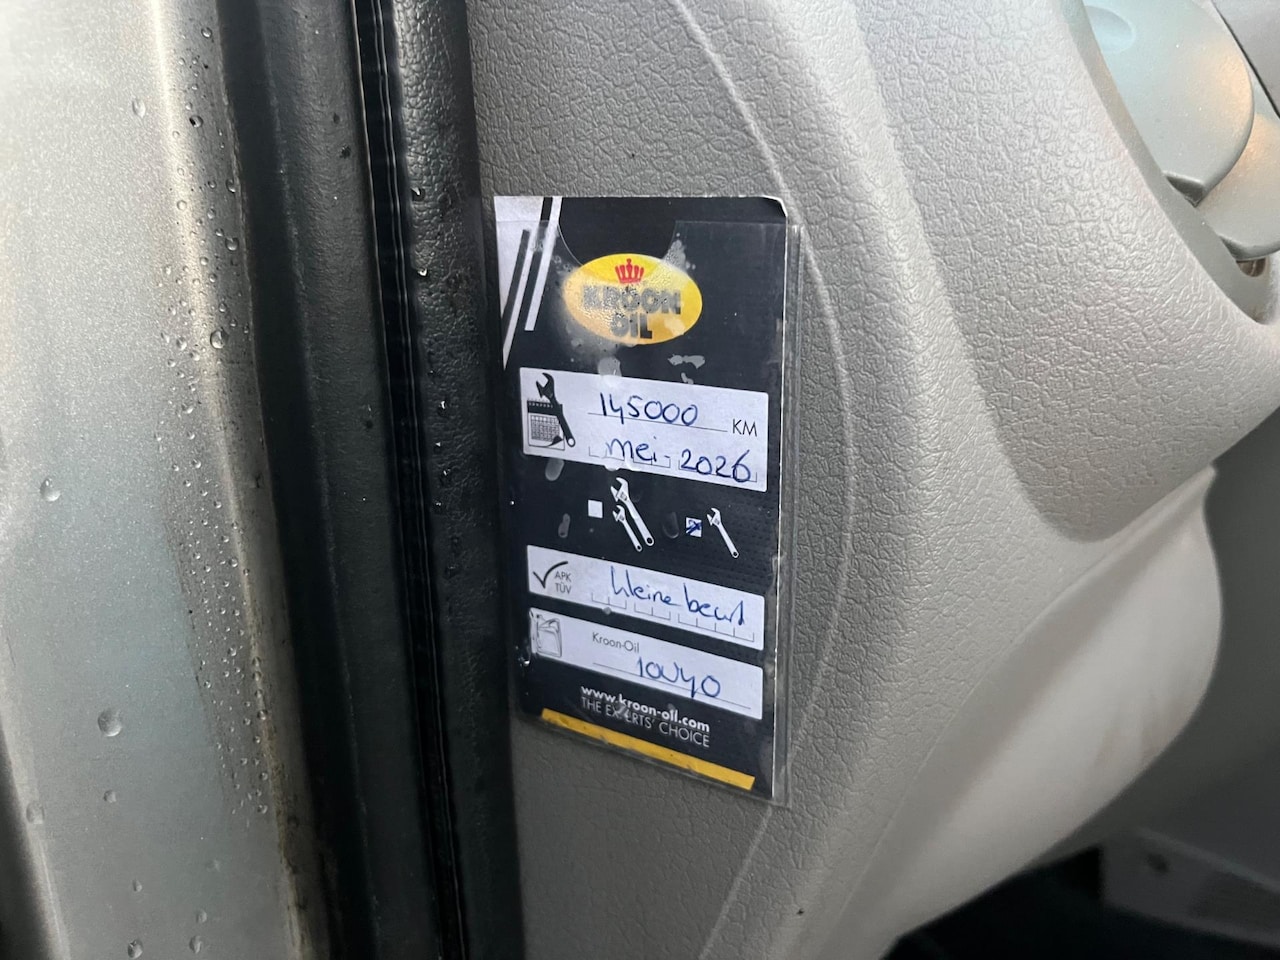 KROON
OIL
145000 KM
mei-2026
APK
TÜV
kleine beurt
Kroon-Oil
10W40
www.kroon-oil.com
THE EXPERTS' CHOICE